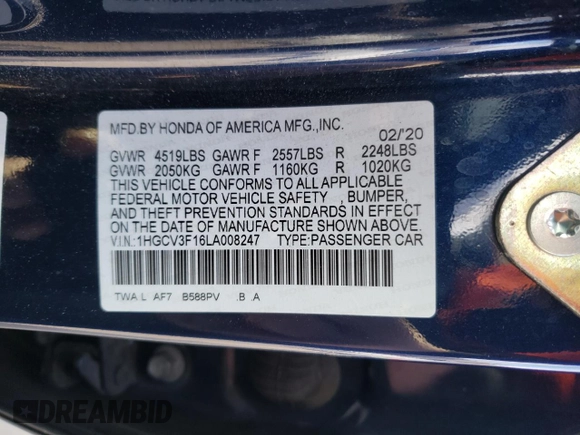 MFD.BY HONDA OF AMERICA MFG.,INC.
02/'20
GVWR 4519LBS GAWR F 2557LBS R 2248LBS
GVWR 2050KG GAWR F 1160KG R 1020KG
THIS VEHICLE CONFORMS TO ALL APPLICABLE
FEDERAL MOTOR VEHICLE SAFETY , BUMPER,
AND THEFT PREVENTION STANDARDS IN EFFECT
ON THE DATE OF MANUFACTURE SHOWN ABOVE.
V.I.N.:1HGCV3F16LA008247 TYPE:PASSENGER CAR
TWA L AF7 B588PV .B .A
DREAMBID